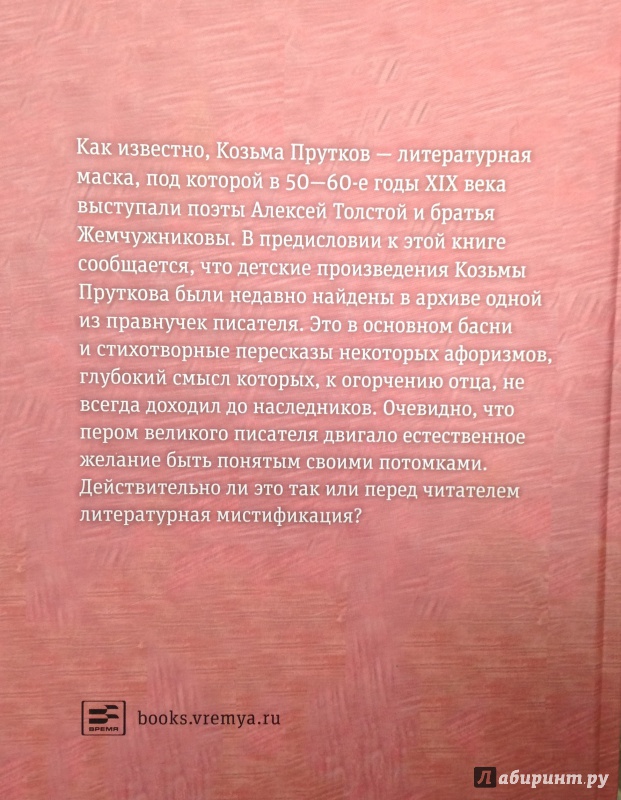 Как известно, Козьма Прутков — литературная
маска, под которой в 50—60-е годы XIX века
выступали поэты Алексей Толстой и братья
Жемчужниковы. В предисловии к этой книге
сообщается, что детские произведения Козьмы
Пруткова были недавно найдены в архиве одной
из правнучек писателя. Это в основном басни
и стихотворные пересказы некоторых афоризмов,
глубокий смысл которых, к огорчению отца, не
всегда доходил до наследников. Очевидно, что
пером великого писателя двигало естественное
желание быть понятым своими потомками.
Действительно ли это так или перед читателем
литературная мистификация?
ВРЕМЯ
books.vremya.ru
Лабиринт.ру